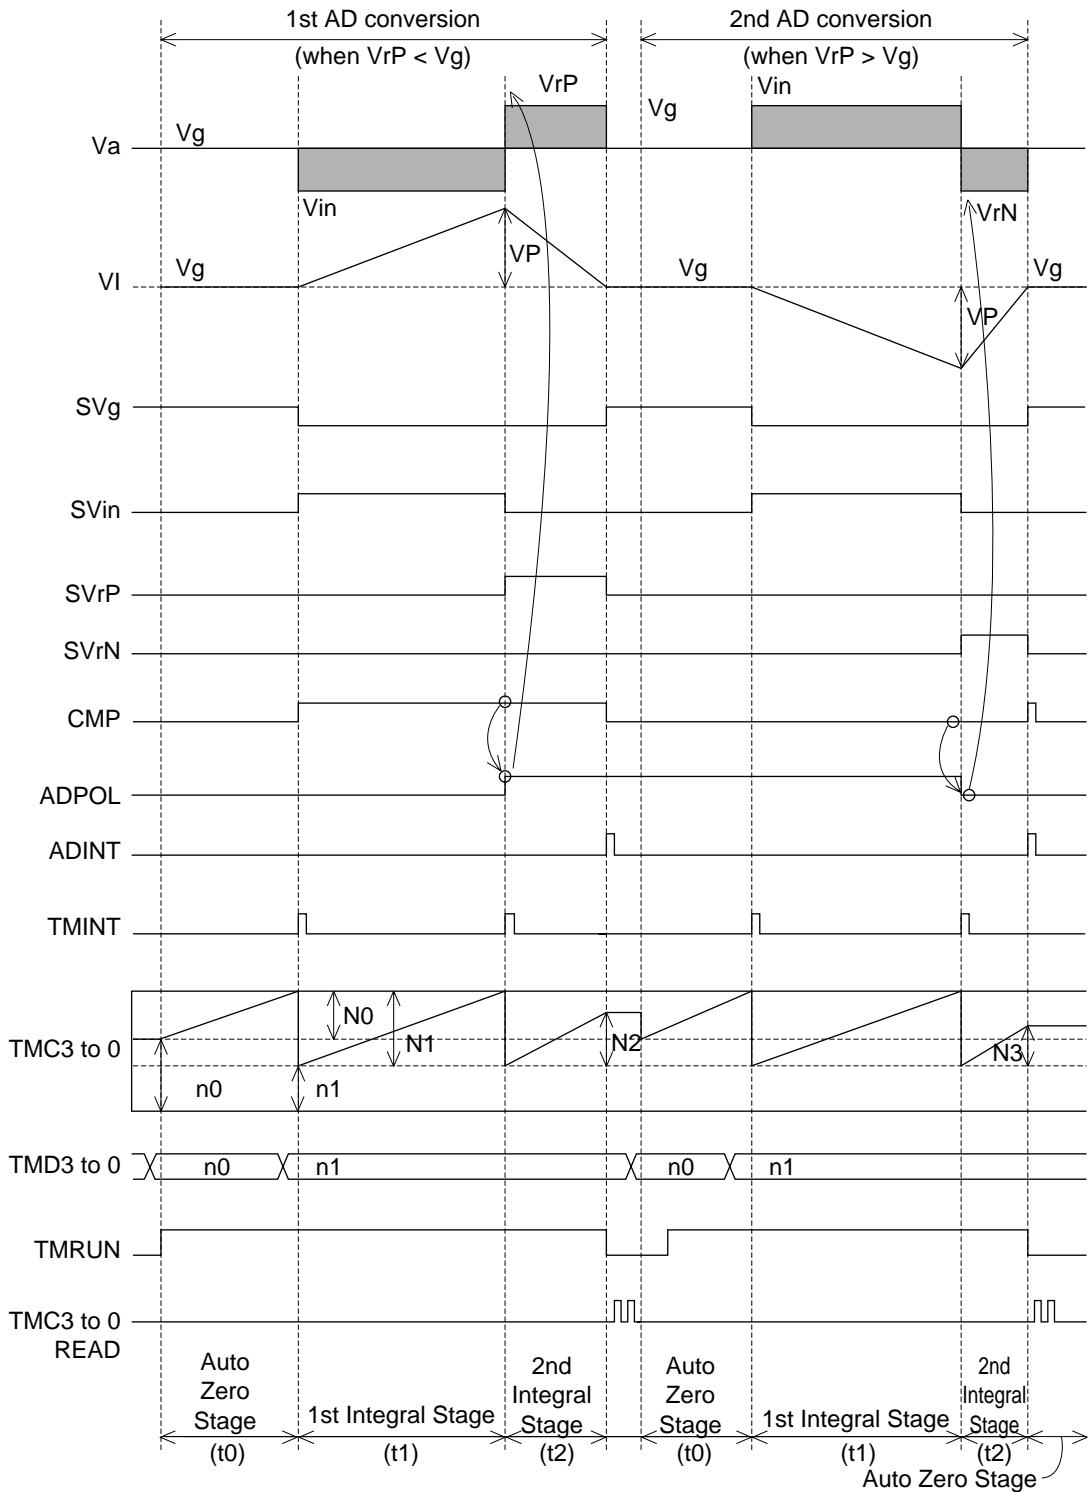 1st AD conversion
2nd AD conversion
(when VrP < Vg)
(when VrP > Vg)
VrP
Vin
Vg
Vg
Va
Vin
VrN
VP
Vg
Vg
Vg
VI
VP
SVg
SVin
SVrP
SVrN
CMP
ADPOL
ADINT
TMINT
N0
N1
N2
N3
TMC3 to 0
n0
n1
TMD3 to 0
n0
n1
n0
n1
TMRUN
TMC3 to 0
READ
Auto
Zero
Stage
(t0)
1st Integral Stage
(t1)
2nd
Integral
Stage
(t2)
Auto
Zero
Stage
(t0)
1st Integral Stage
(t1)
2nd
Integral
Stage
(t2)
Auto Zero Stage